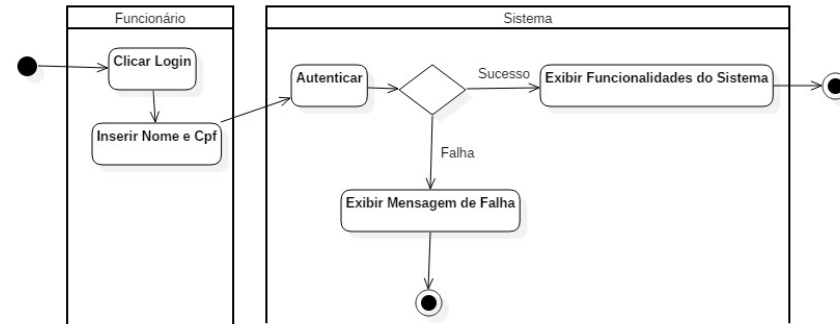 Funcionário
Sistema
Clicar Login
Autenticar
Sucesso
Exibir Funcionalidades do Sistema
Inserir Nome e Cpf
Falha
Exibir Mensagem de Falha